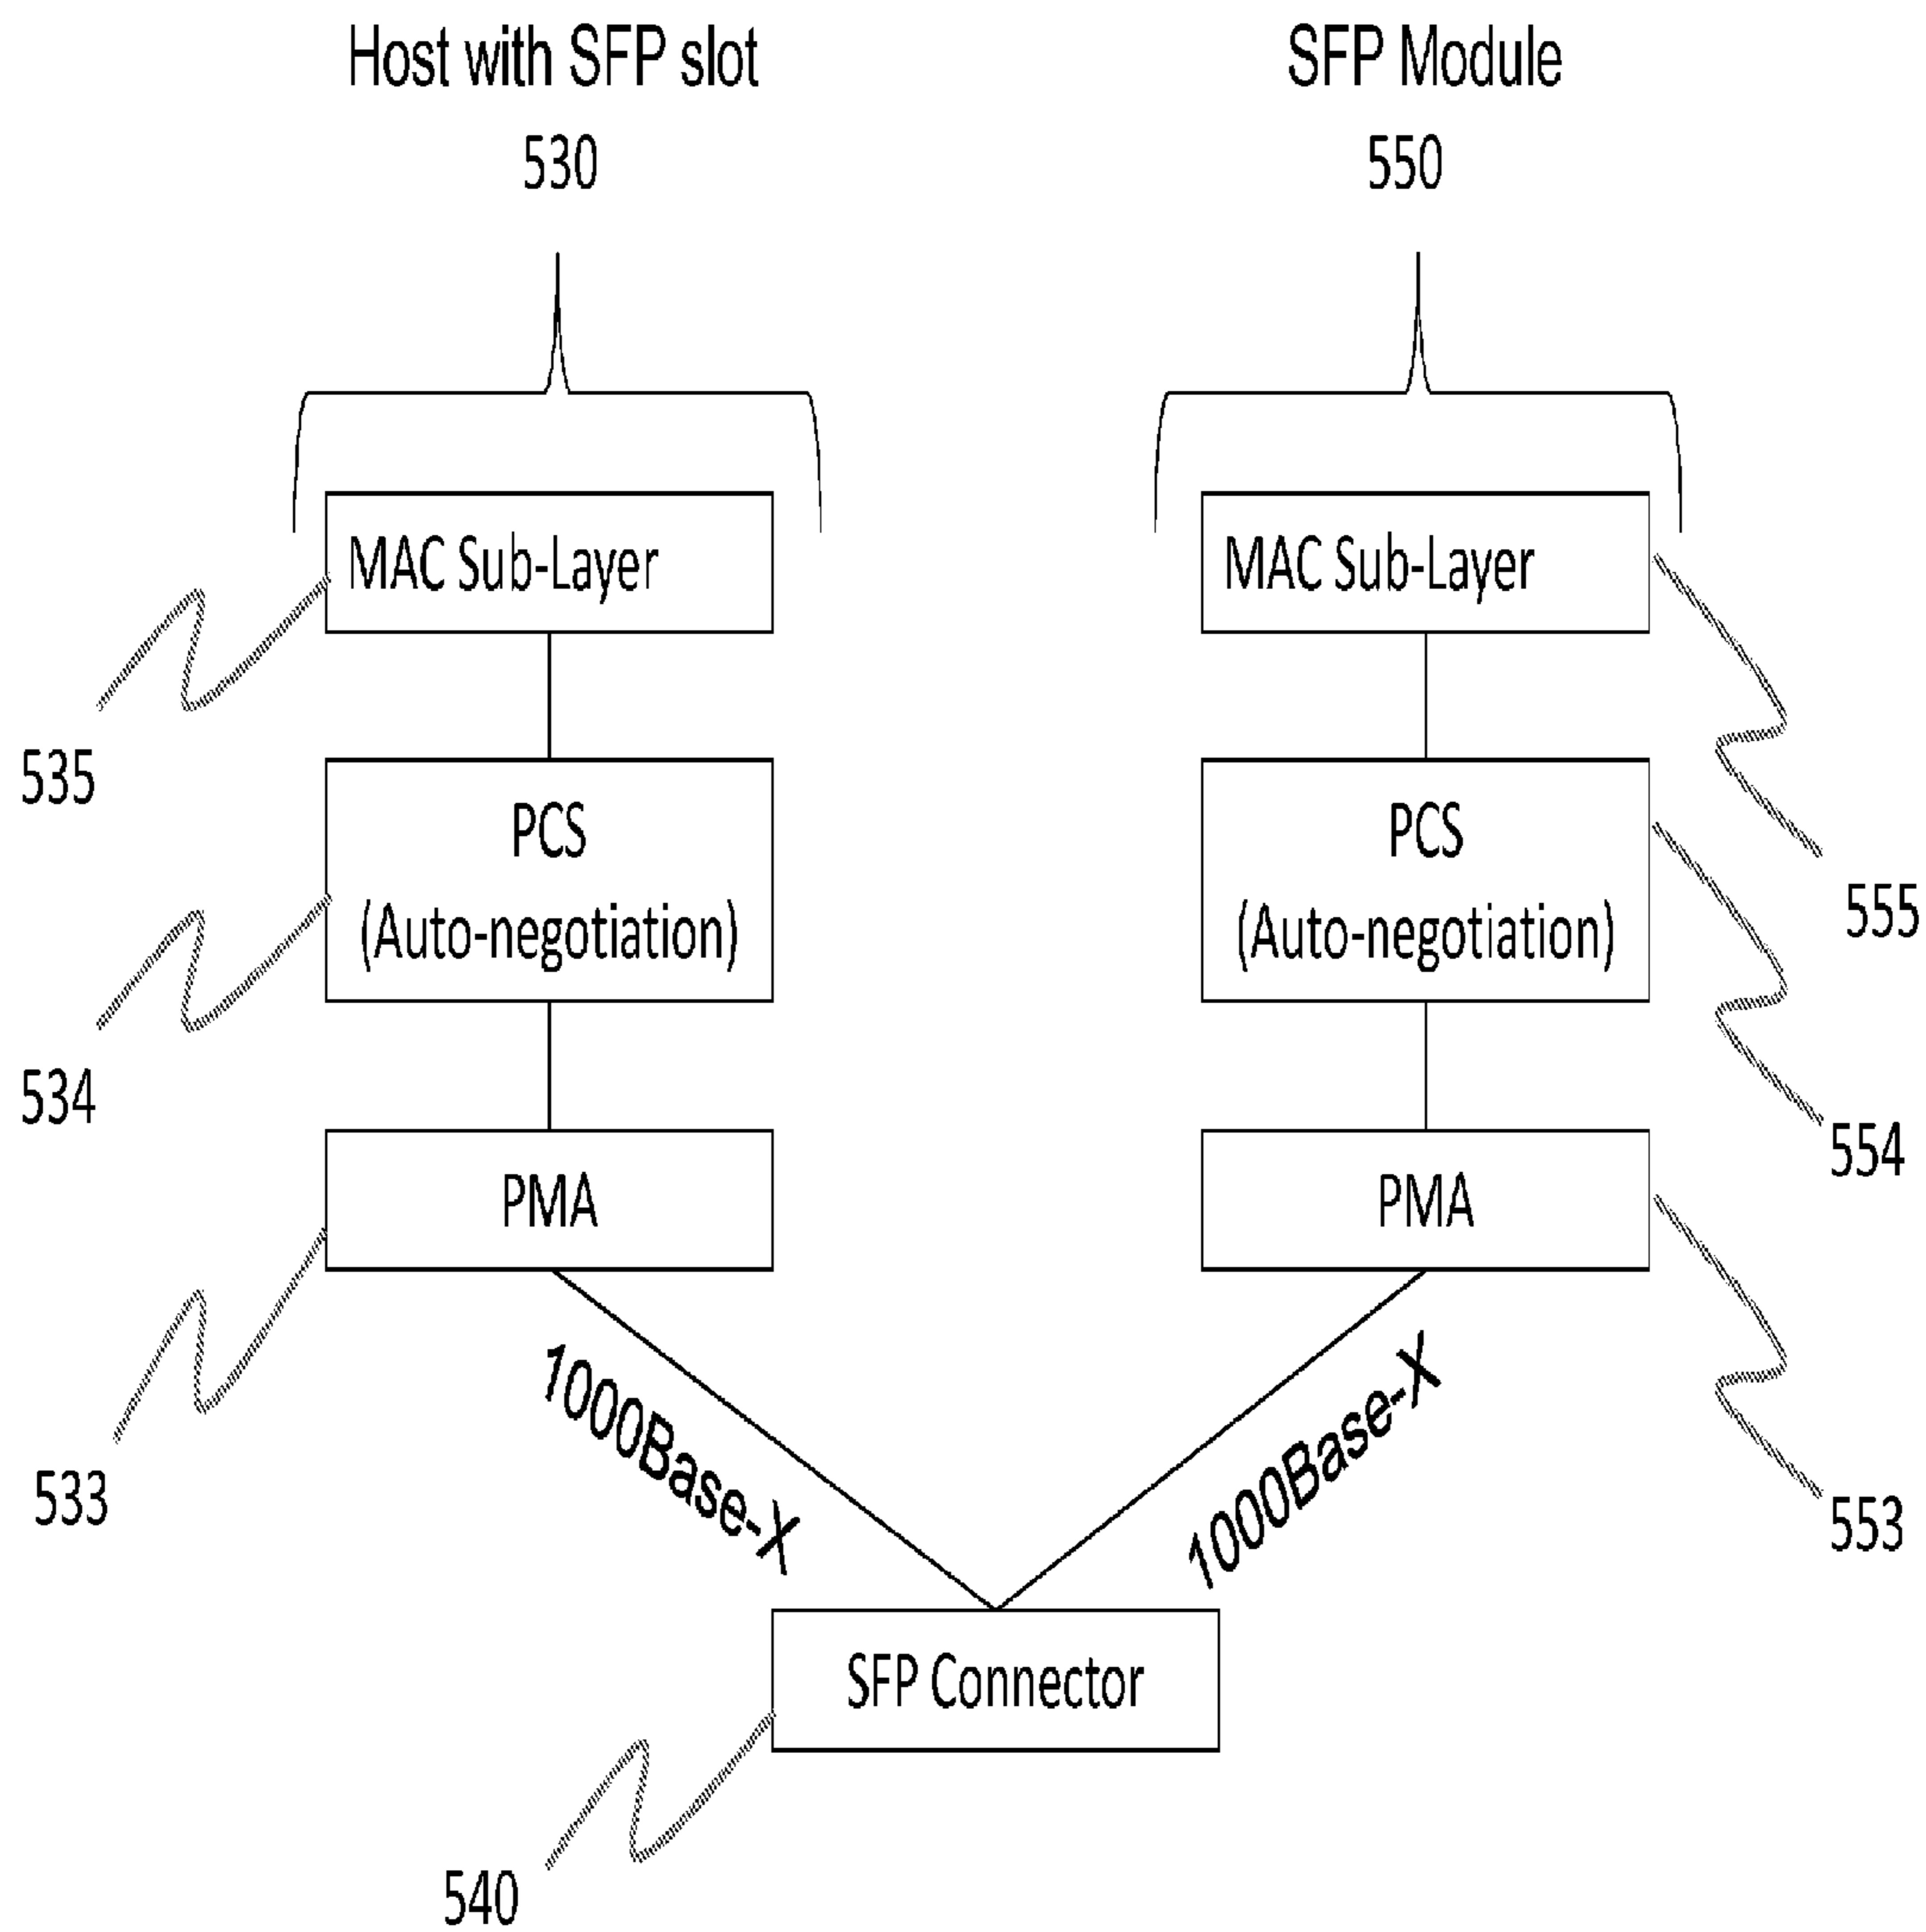 Host with SFP slot
530
SFP Module
550
MAC Sub-Layer
MAC Sub-Layer
535
555
PCS
(Auto-negotiation)
PCS
(Auto-negotiation)
534
554
PMA
PMA
533
553
1000Base-X
1000Base-X
SFP Connector
540